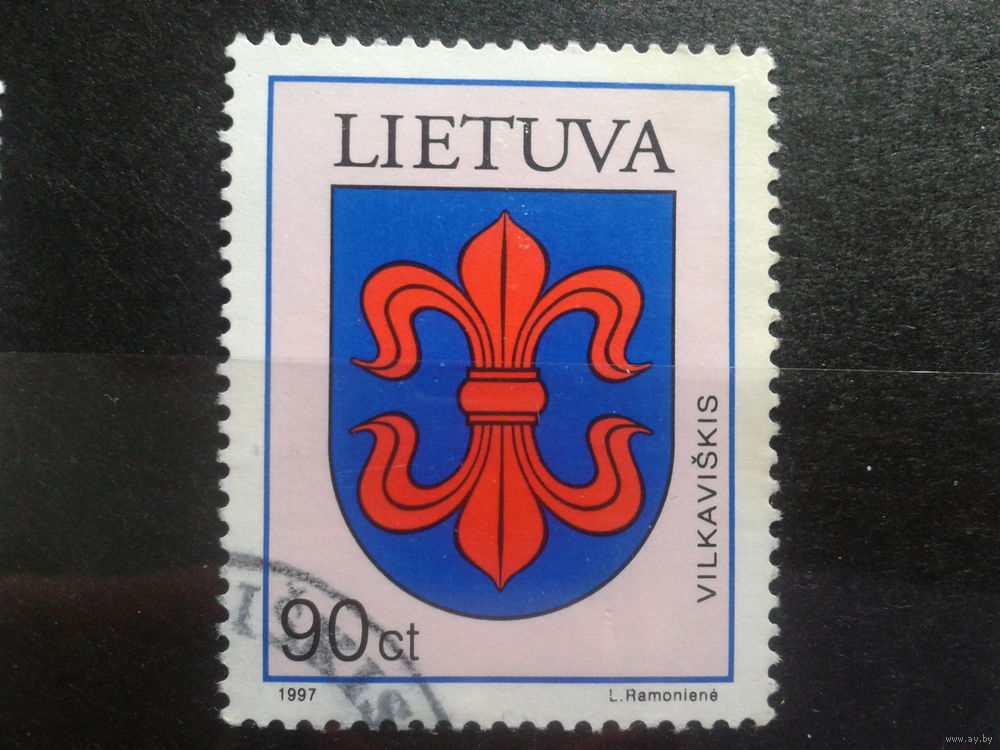 LIETUVA
VILKAVIŠKIS
90ct
1997
L.Ramonienė
www.ay.by